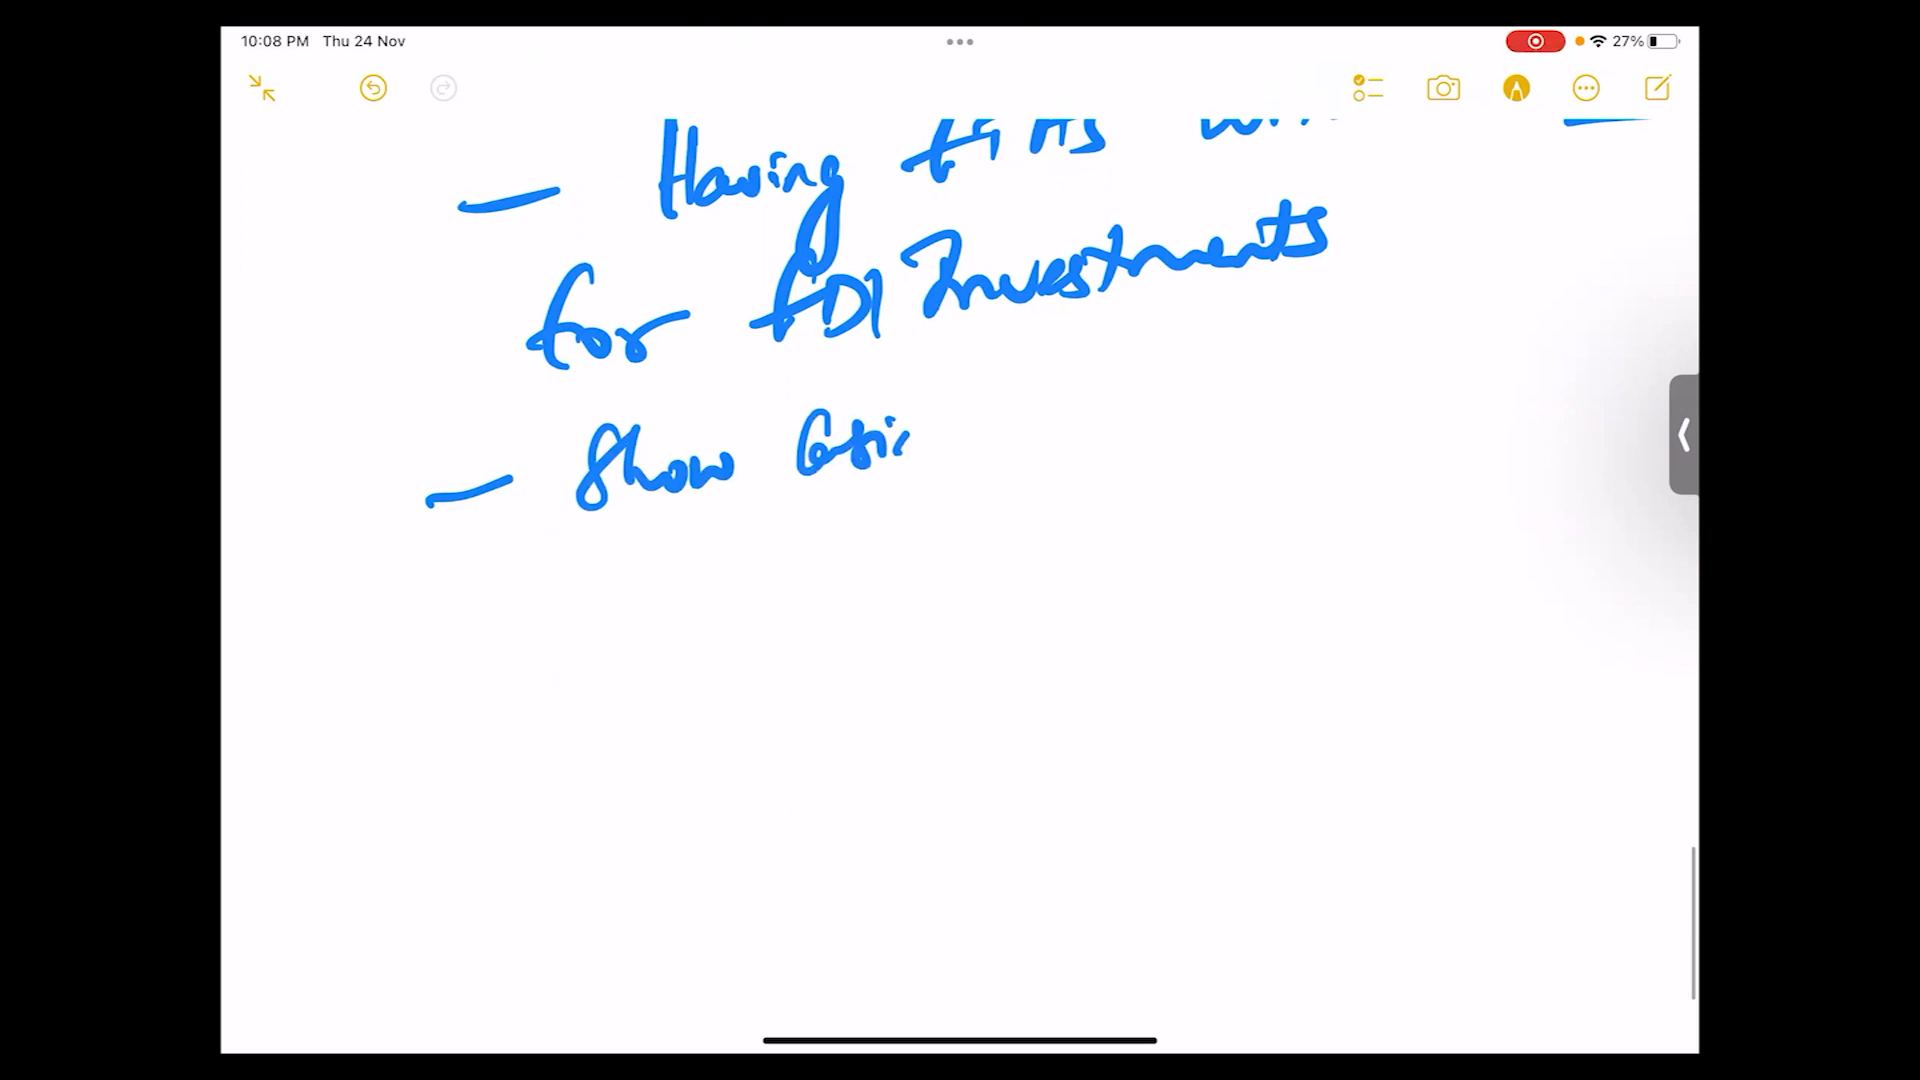 10:08 PM Thu 24 Nov
27%
- Having
for FDI Investments
- Show